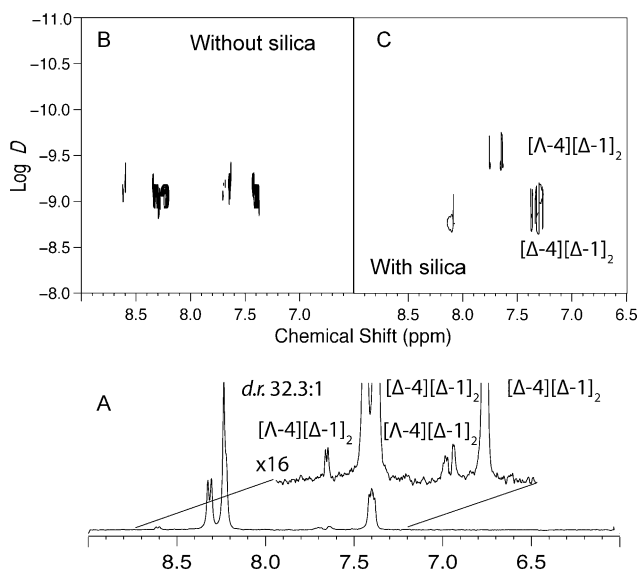 B
Without silica
C
−11.0
−10.5
−10.0
−9.5
−9.0
−8.5
−8.0
Log D
[Λ-4][Δ-1]2
[Δ-4][Δ-1]2
With silica
8.5 8.0 7.5 7.0 8.5 8.0 7.5 7.0 6.5
Chemical Shift (ppm)
A
d.r. 32.3:1
[Δ-4][Δ-1]2
[Δ-4][Δ-1]2
[Λ-4][Δ-1]2
[Λ-4][Δ-1]2
x16
8.5 8.0 7.5 7.0 6.5